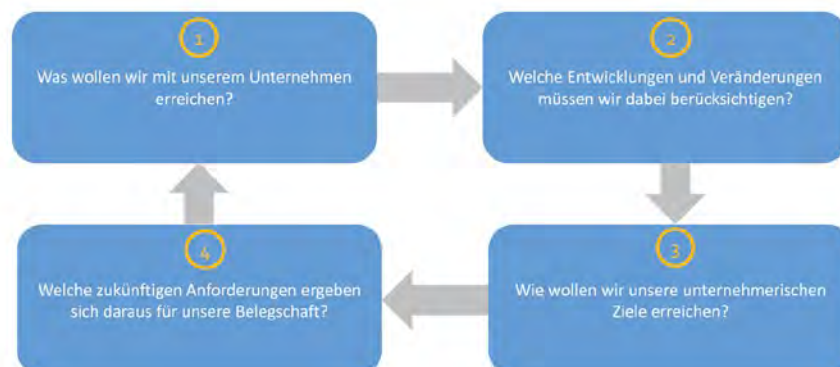 1
Was wollen wir mit unserem Unternehmen
erreichen?
2
Welche Entwicklungen und Veränderungen
müssen wir dabei berücksichtigen?
3
Wie wollen wir unsere unternehmerischen
Ziele erreichen?
4
Welche zukünftigen Anforderungen ergeben
sich daraus für unsere Belegschaft?